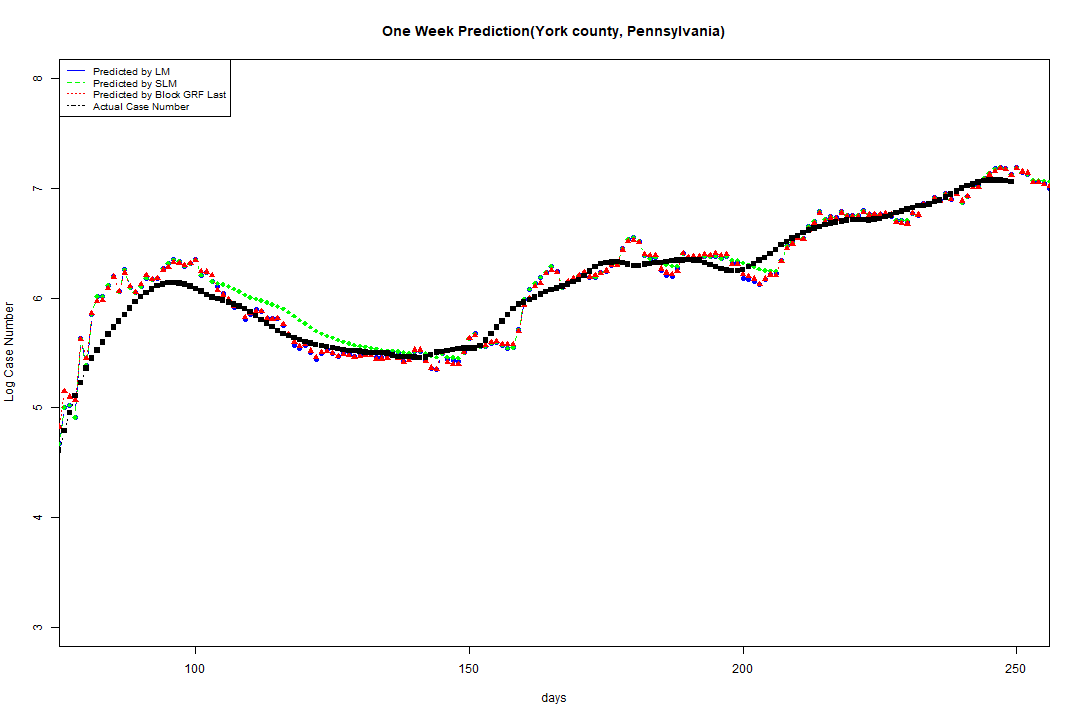 One Week Prediction(York county, Pennsylvania)
Predicted by LM
Predicted by SLM
Predicted by Block GRF Last
Actual Case Number
8
7
6
5
4
3
Log Case Number
100 150 200 250
days